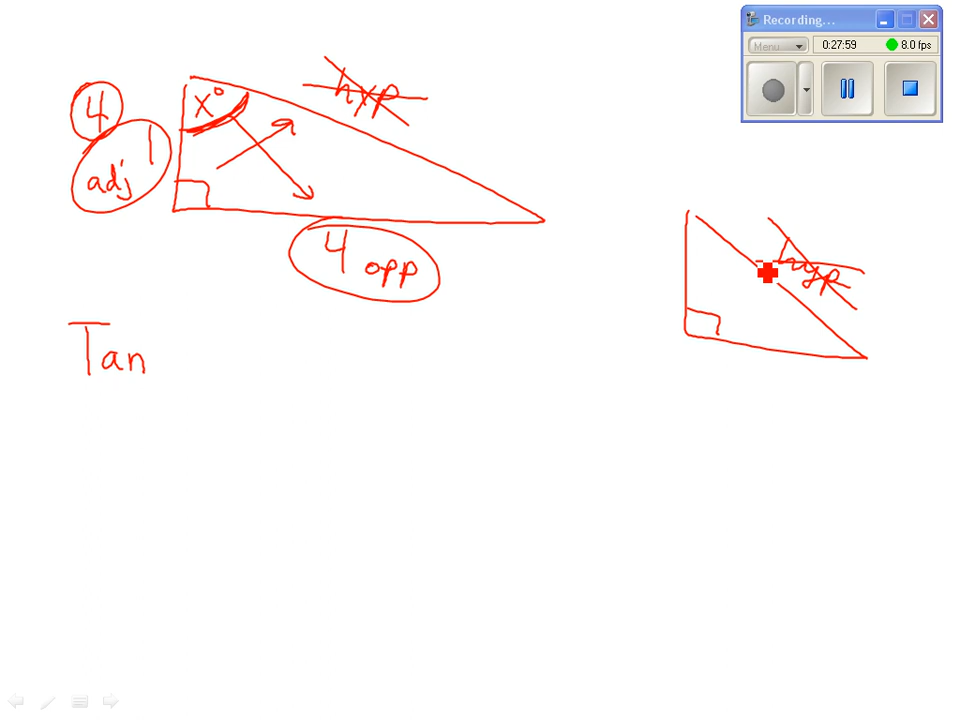 Recording...
Menu
0:27:59
8.0 fps
4
x°
hyp
1
adj
4 opp
hyp
Tan